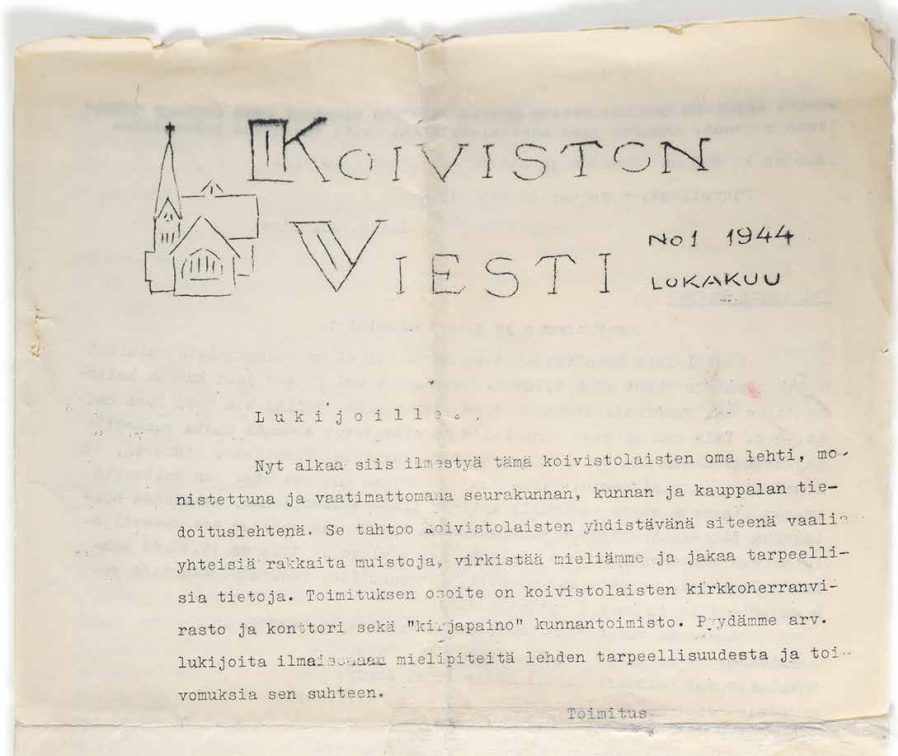 KOIVISTON
VIESTI
No 1 1944
LOKAKUU
Lukijoille.
Nyt alkaa siis ilmestyä tämä koivistolaisten oma lehti, mo-
nistettuna ja vaatimattomana seurakunnan, kunnan ja kauppalan tie-
doituslehtenä. Se tahtoo koivistolaisten yhdistävänä siteenä vaalia
yhteisiä rakkaita muistoja, virkistää mieliämme ja jakaa tarpeelli-
sia tietoja. Toimituksen osoite on koivistolaisten kirkkoherranvi-
rasto ja konttori sekä "kirjapaino" kunnantoimisto. Pyydämme arv.
lukijoita ilmaisemaan mielipiteitä lehden tarpeellisuudesta ja toi-
vomuksia sen suhteen.
Toimitus